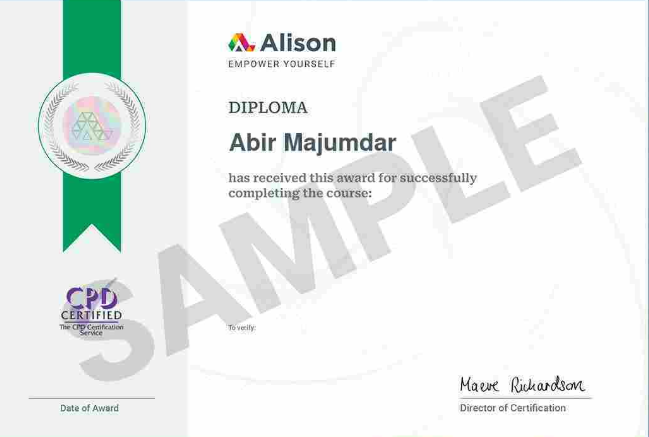 Alison
EMPOWER YOURSELF
DIPLOMA
Abir Majumdar
has received this award for successfully
completing the course:
SAMPLE
CPD
CERTIFIED
The CPD Certification
Service
To verify:
Maeve Richardson
Date of Award
Director of Certification